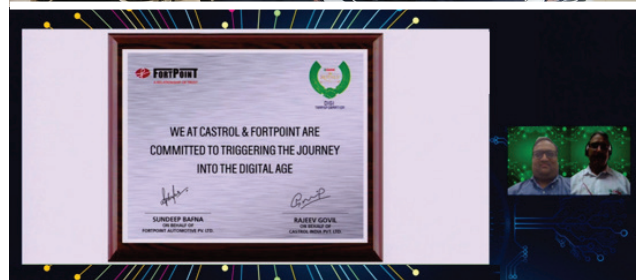 FORTPOINT
WE AT CASTROL & FORTPOINT ARE
COMMITTED TO TRIGGERING THE JOURNEY
INTO THE DIGITAL AGE
SUNDEEP BAFNA
ON BEHALF OF
FORTPOINT AUTOMOTIVE PV LTD.
RAJEEV GOVIL
ON BEHALF OF
CASTROL INDIA PVT. LTD.